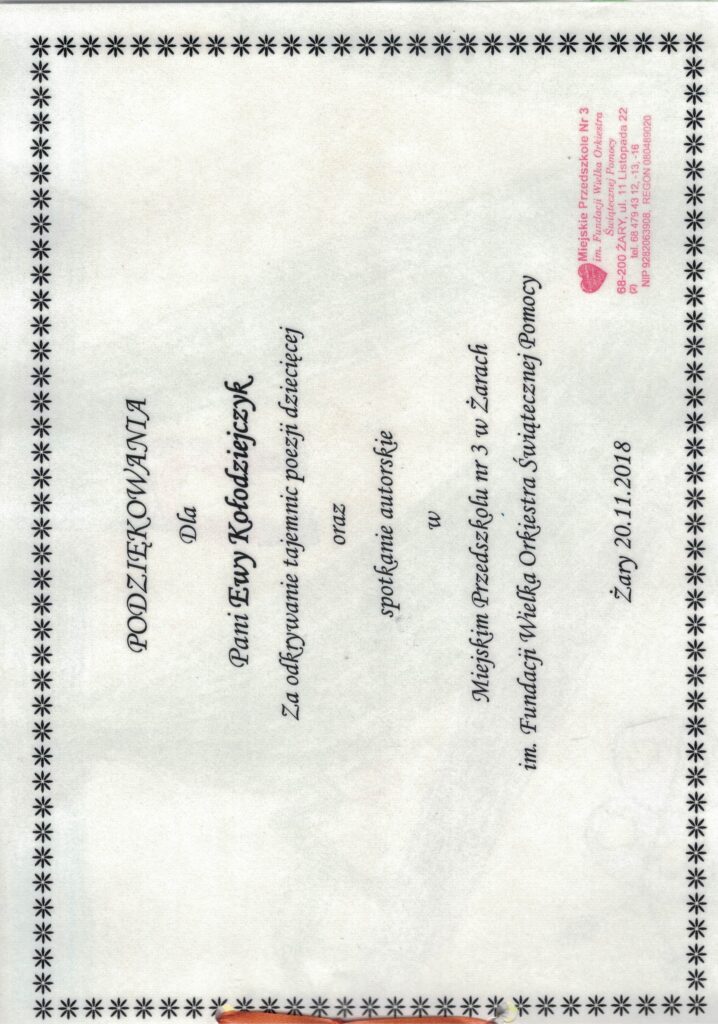 PODZIĘKOWANIA
Dla
Pani Ewy Kołodziejczyk
Za odkrywanie tajemnic poezji dziecięcej
oraz
spotkanie autorskie
w
Miejskim Przedszkolu nr 3 w Żarach
im. Fundacji Wielka Orkiestra Świątecznej Pomocy
Żary 20.11.2018
Miejskie Przedszkole Nr 3
im. Fundacji Wielka Orkiestra
Świątecznej Pomocy
68-200 ŻARY, ul. 11 Listopada 22
(2) tel. 68 479 43 12, -13, -16
NIP 9282063908, REGON 080489020